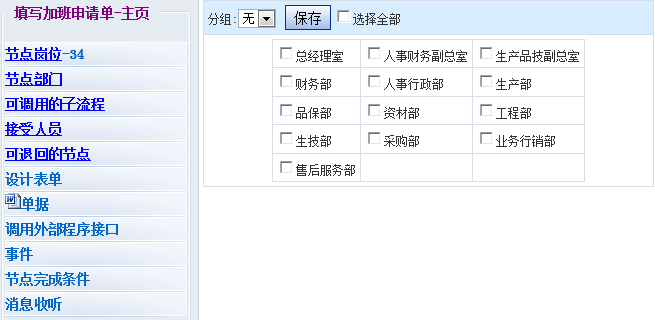 填写加班申请单-主页
节点岗位-34
节点部门
可调用的子流程
接受人员
可退回的节点
设计表单
单据
调用外部程序接口
事件
节点完成条件
消息收听
分组: 无 保存 选择全部
总经理室 人事财务副总室 生产品技副总室
财务部 人事行政部 生产部
品保部 资材部 工程部
生技部 采购部 业务行销部
售后服务部